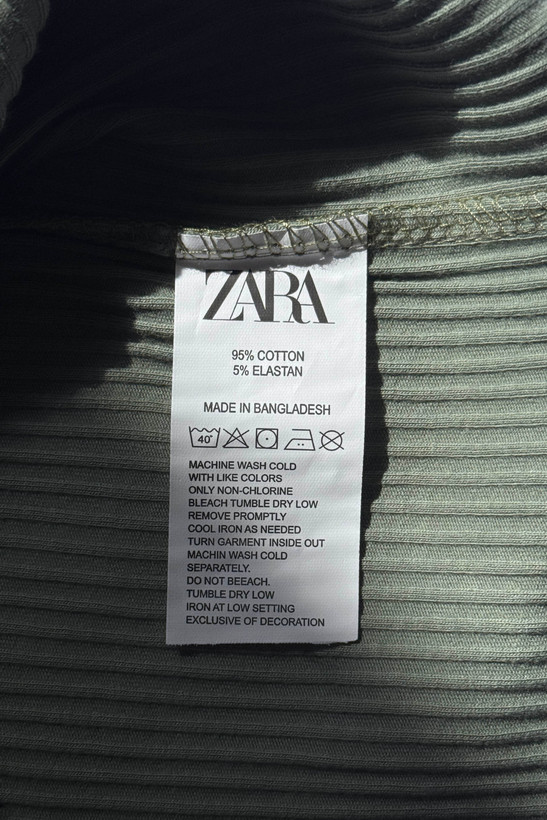 ZARA
95% COTTON
5% ELASTAN
MADE IN BANGLADESH
40°
MACHINE WASH COLD
WITH LIKE COLORS
ONLY NON-CHLORINE
BLEACH TUMBLE DRY LOW
REMOVE PROMPTLY
COOL IRON AS NEEDED
TURN GARMENT INSIDE OUT
MACHIN WASH COLD
SEPARATELY.
DO NOT BEEACH.
TUMBLE DRY LOW
IRON AT LOW SETTING
EXCLUSIVE OF DECORATION